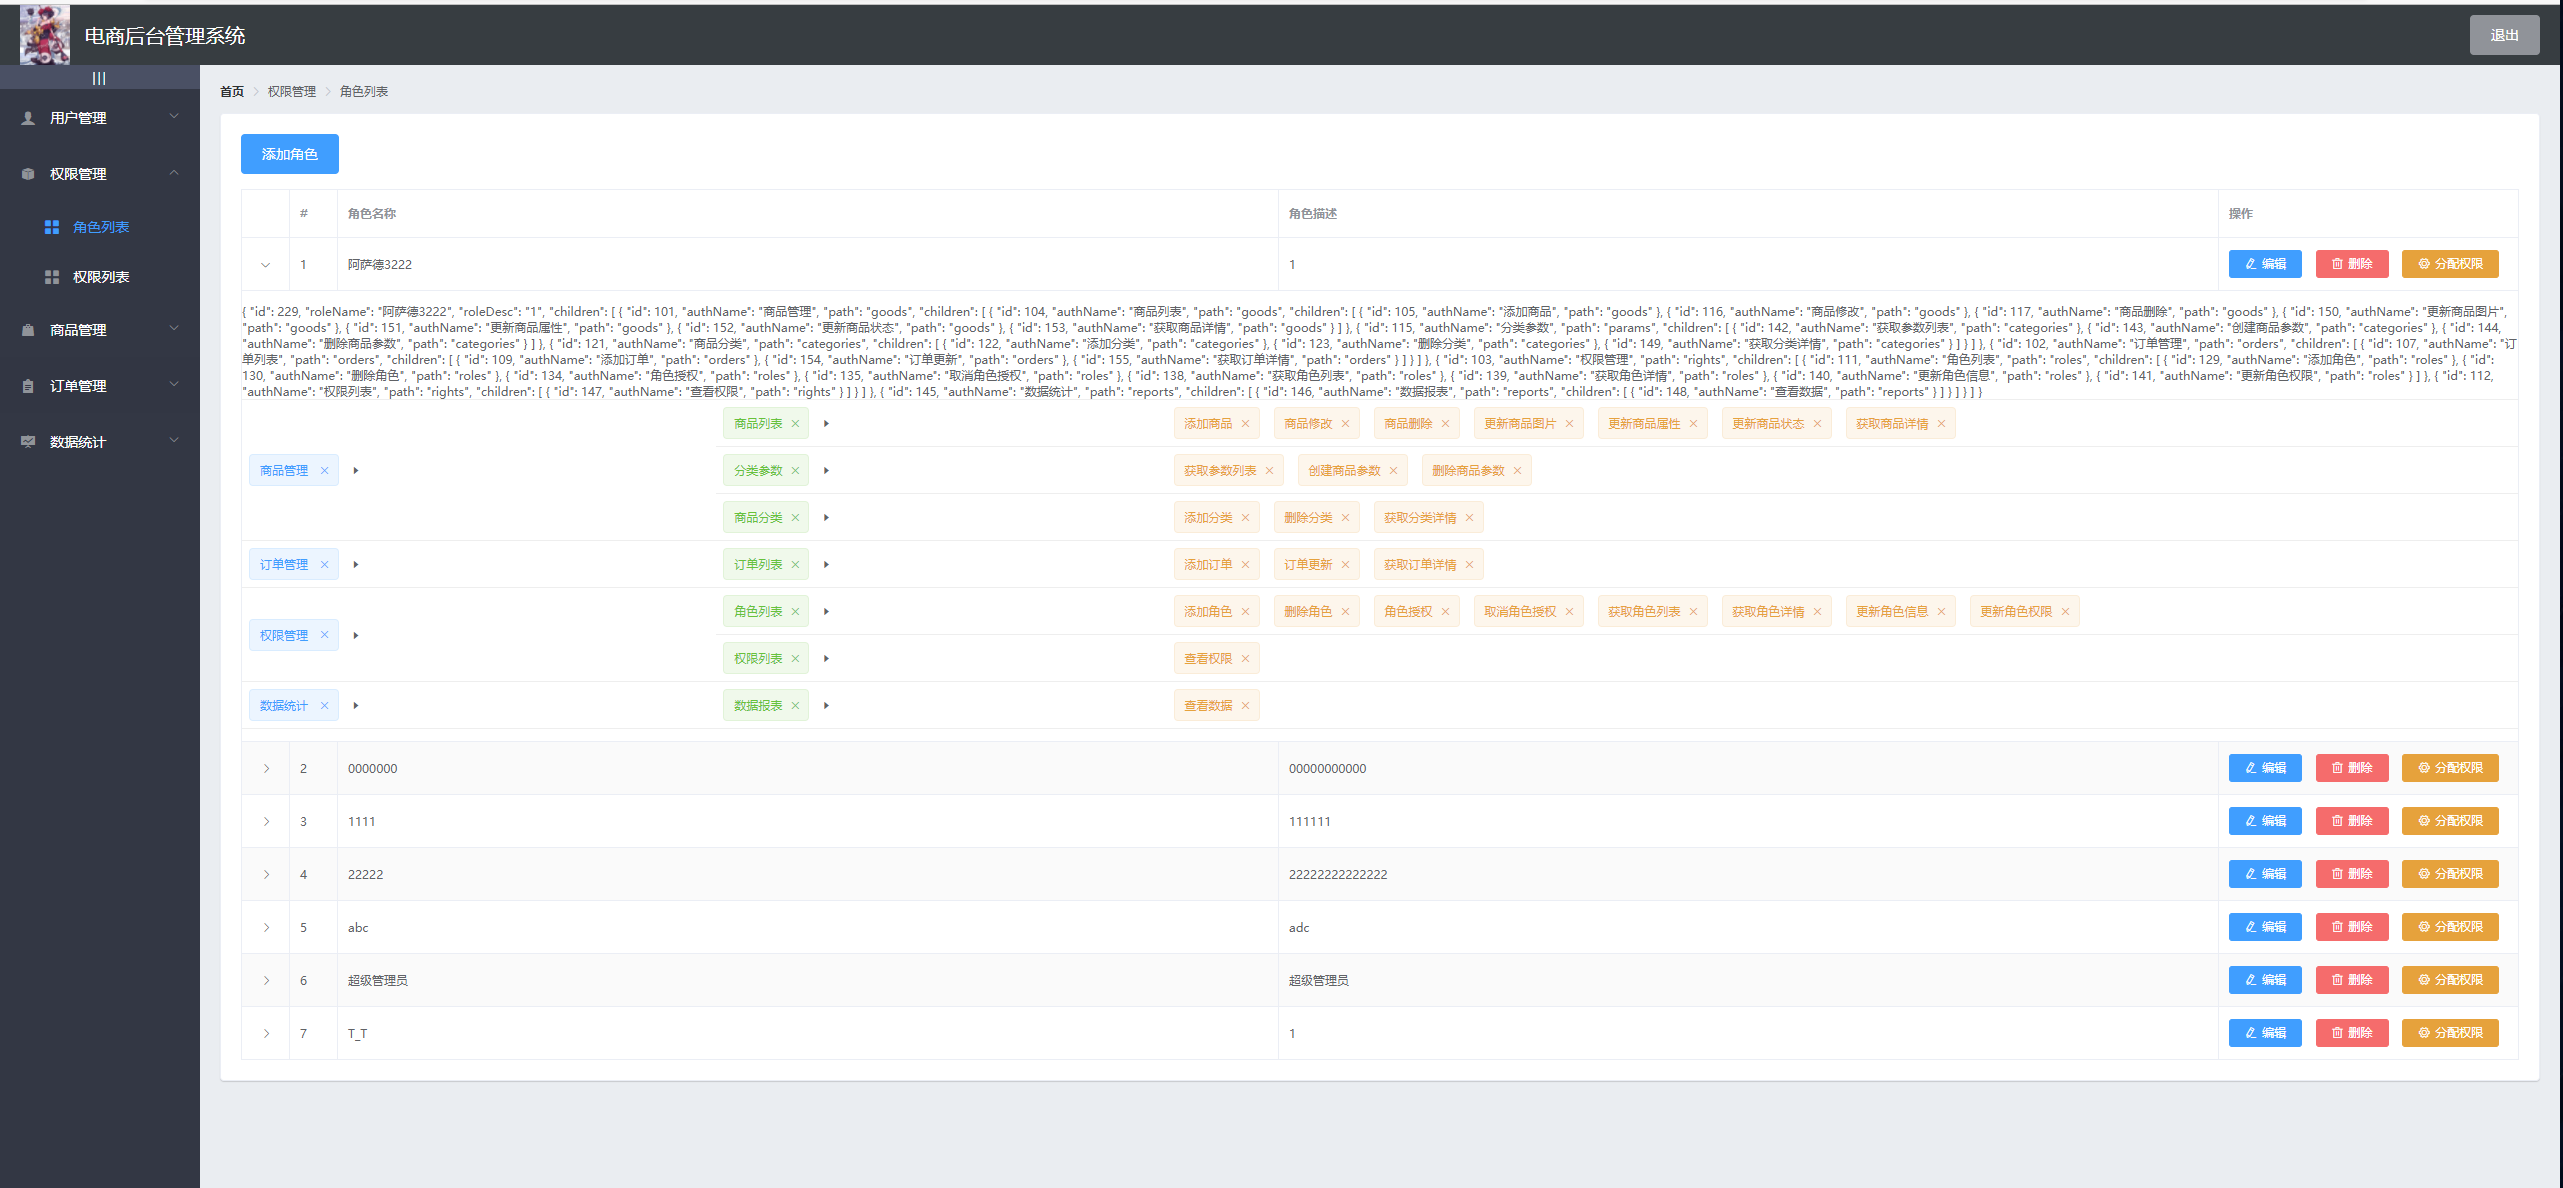 电商后台管理系统
退出
|||
用户管理
权限管理
角色列表
权限列表
商品管理
订单管理
数据统计
首页 > 权限管理 > 角色列表
添加角色
# 角色名称 角色描述 操作
1 阿萨德3222 1 编辑 删除 分配权限
{ "id": 229, "roleName": "阿萨德3222", "roleDesc": "1", "children": [ { "id": 101, "authName": "商品管理", "path": "goods", "children": [ { "id": 104, "authName": "商品列表", "path": "goods", "children": [ { "id": 105, "authName": "添加商品", "path": "goods" }, { "id": 116, "authName": "商品修改", "path": "goods" }, { "id": 117, "authName": "商品删除", "path": "goods" }, { "id": 150, "authName": "更新商品图片",
"path": "goods" }, { "id": 151, "authName": "更新商品属性", "path": "goods" }, { "id": 152, "authName": "更新商品状态", "path": "goods" }, { "id": 153, "authName": "获取商品详情", "path": "goods" } ] }, { "id": 115, "authName": "分类参数", "path": "params", "children": [ { "id": 142, "authName": "获取参数列表", "path": "categories" }, { "id": 143, "authName": "创建商品参数", "path": "categories" }, { "id": 144,
"authName": "删除商品参数", "path": "categories" } ] }, { "id": 121, "authName": "商品分类", "path": "categories", "children": [ { "id": 122, "authName": "添加分类", "path": "categories" }, { "id": 123, "authName": "删除分类", "path": "categories" }, { "id": 149, "authName": "获取分类详情", "path": "categories" } ] } ] }, { "id": 102, "authName": "订单管理", "path": "orders", "children": [ { "id": 107, "authName": "订
单列表", "path": "orders", "children": [ { "id": 109, "authName": "添加订单", "path": "orders" }, { "id": 154, "authName": "订单更新", "path": "orders" }, { "id": 155, "authName": "获取订单详情", "path": "orders" } ] } ] }, { "id": 103, "authName": "权限管理", "path": "rights", "children": [ { "id": 111, "authName": "角色列表", "path": "roles", "children": [ { "id": 129, "authName": "添加角色", "path": "roles" }, { "id":
130, "authName": "删除角色", "path": "roles" }, { "id": 134, "authName": "角色授权", "path": "roles" }, { "id": 135, "authName": "取消角色授权", "path": "roles" }, { "id": 138, "authName": "获取角色列表", "path": "roles" }, { "id": 139, "authName": "获取角色详情", "path": "roles" }, { "id": 140, "authName": "更新角色信息", "path": "roles" }, { "id": 141, "authName": "更新角色权限", "path": "roles" } ] }, { "id": 112,
"authName": "权限列表", "path": "rights", "children": [ { "id": 147, "authName": "查看权限", "path": "rights" } ] } ] }, { "id": 145, "authName": "数据统计", "path": "reports", "children": [ { "id": 146, "authName": "数据报表", "path": "reports", "children": [ { "id": 148, "authName": "查看数据", "path": "reports" } ] } ] } ] }
商品列表 添加商品 商品修改 商品删除 更新商品图片 更新商品属性 更新商品状态 获取商品详情
商品管理 分类参数 获取参数列表 创建商品参数 删除商品参数
商品分类 添加分类 删除分类 获取分类详情
订单管理 订单列表 添加订单 订单更新 获取订单详情
角色列表 添加角色 删除角色 角色授权 取消角色授权 获取角色列表 获取角色详情 更新角色信息 更新角色权限
权限管理
权限列表 查看权限
数据统计 数据报表 查看数据
2 0000000 00000000000 编辑 删除 分配权限
3 1111 111111 编辑 删除 分配权限
4 22222 22222222222222 编辑 删除 分配权限
5 abc adc 编辑 删除 分配权限
6 超级管理员 超级管理员 编辑 删除 分配权限
7 T_T 1 编辑 删除 分配权限